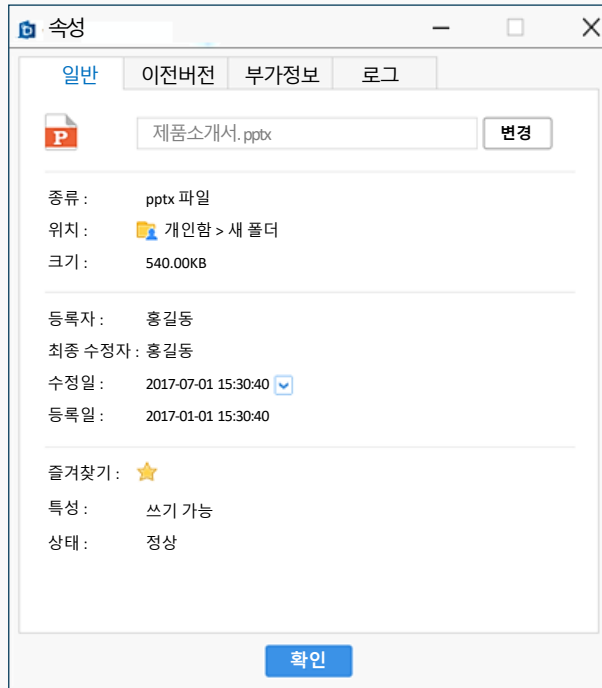 속성
일반 이전버전 부가정보 로그
제품소개서.pptx 변경
종류 : pptx 파일
위치 : 개인함 > 새 폴더
크기 : 540.00KB
등록자 : 홍길동
최종 수정자 : 홍길동
수정일 : 2017-07-01 15:30:40
등록일 : 2017-01-01 15:30:40
즐겨찾기 :
특성 : 쓰기 가능
상태 : 정상
확인